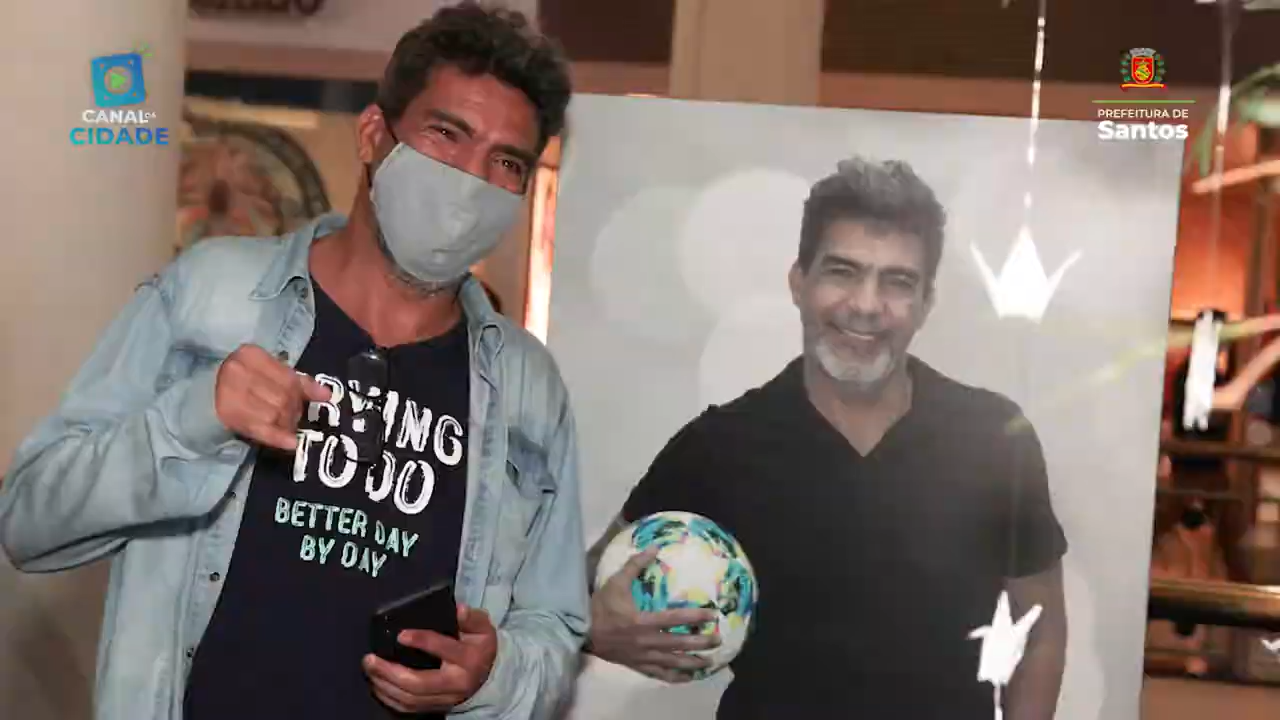 CANAL DA
CIDADE
PREFEITURA DE
Santos
TRYING
TO DO
BETTER DAY
BY DAY